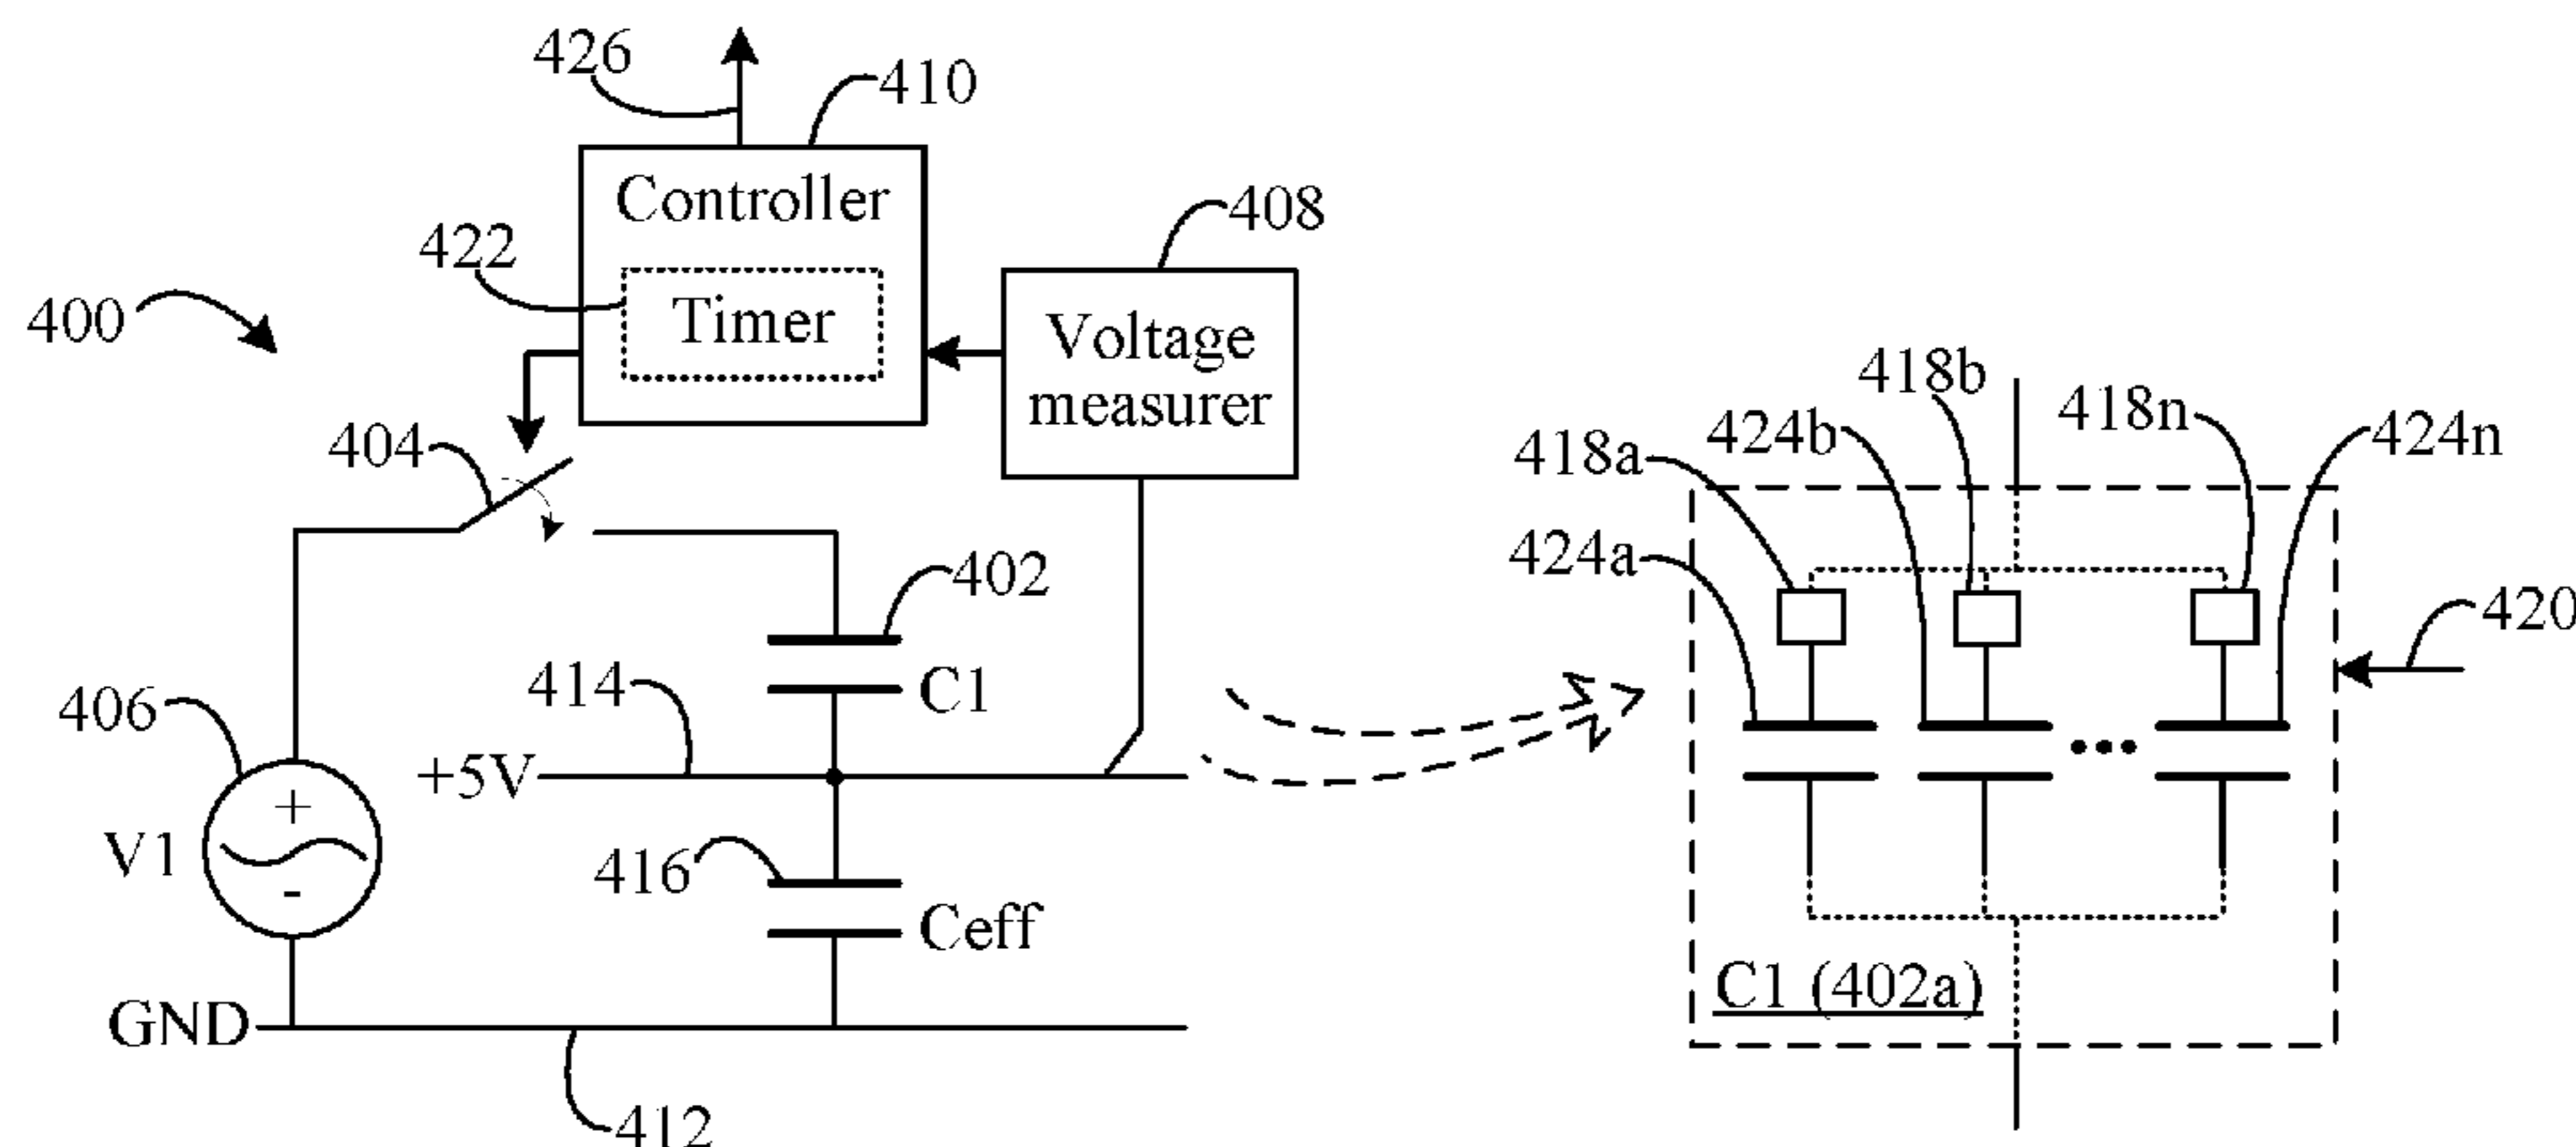 426
410
Controller
408
422
Timer
400
Voltage
measurer
418b
418n
424b
424n
404
418a
424a
402
420
C1
414
406
+5V
V1
+
-
416
Ceff
C1 (402a)
GND
412